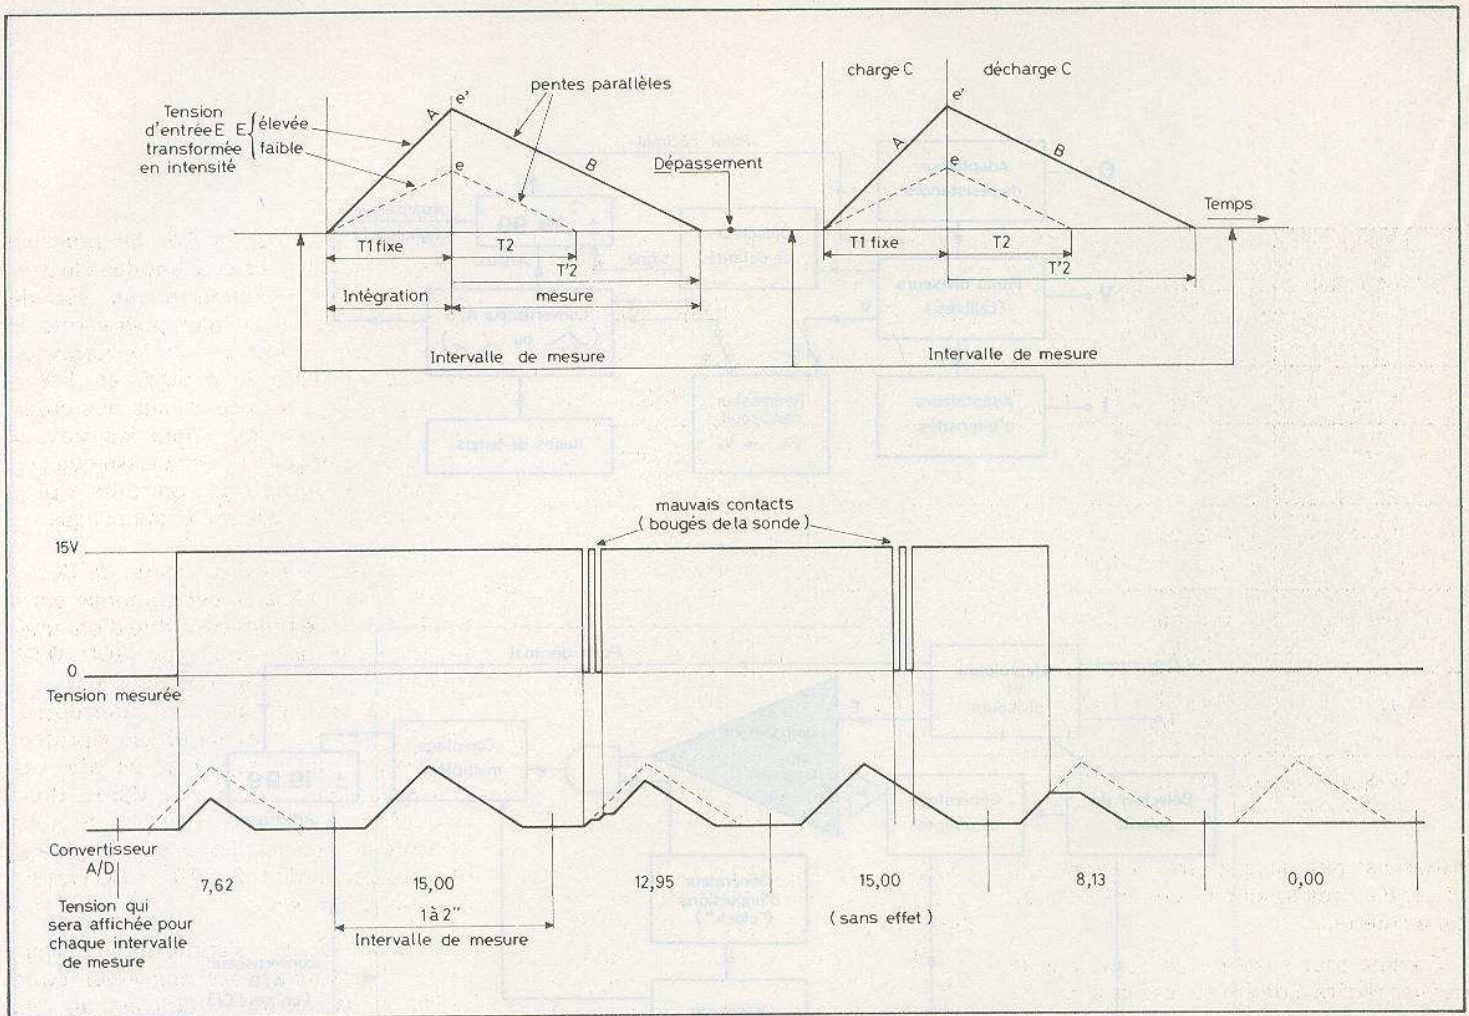 charge C
décharge C
Tension
d'entrée E
transformée
en intensité
E
élevée
faible
A
e'
pentes parallèles
e
B
Dépassement
e'
A
e
B
Temps
T1 fixe
T2
T'2
Intégration
mesure
T1 fixe
T2
T'2
Intervalle de mesure
Intervalle de mesure
mauvais contacts
( bougés de la sonde )
15V
0
Tension mesurée
Convertisseur
A/D
7,62
15,00
12,95
15,00
8,13
0,00
Tension qui
sera affichée pour
chaque intervalle
de mesure
1 à 2"
Intervalle de mesure
( sans effet )